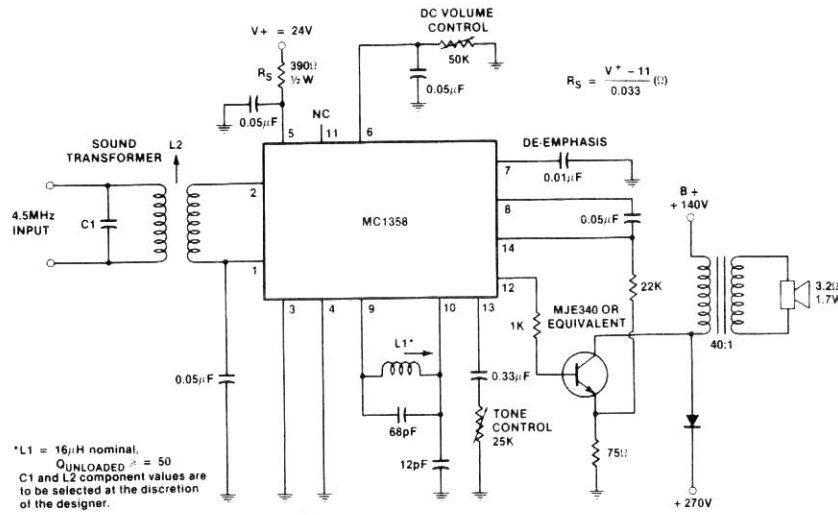 V+ = 24V
DC VOLUME
CONTROL
50K
390Ω
½W
RS
0.05μF
0.05μF
RS = V+ − 11 / 0.033 (Ω)
NC
5
11
6
SOUND
TRANSFORMER
L2
DE-EMPHASIS
7
0.01μF
2
8
B+
+140V
4.5MHz
INPUT
C1
MC1358
0.05μF
14
1
12
22K
3.2Ω
1.7W
3
4
9
10
13
MJE340 OR
EQUIVALENT
1K
40:1
L1*
0.05μF
0.33μF
68pF
TONE
CONTROL
25K
12pF
75Ω
*L1 = 16μH nominal,
QUNLOADED ≥ = 50
C1 and L2 component values are
to be selected at the discretion
of the designer.
+270V